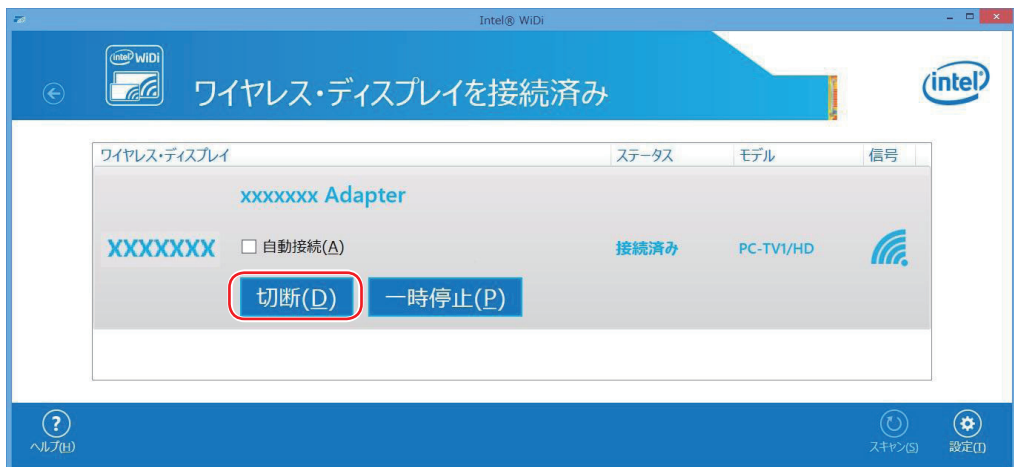 Intel® WiDi
intel WiDi
ワイヤレス・ディスプレイを接続済み
intel
ワイヤレス・ディスプレイ ステータス モデル 信号
xxxxxxx Adapter
XXXXXXX 自動接続(A) 接続済み PC-TV1/HD
切断(D) 一時停止(P)
?
ヘルプ(H) スキャン(S) 設定(I)